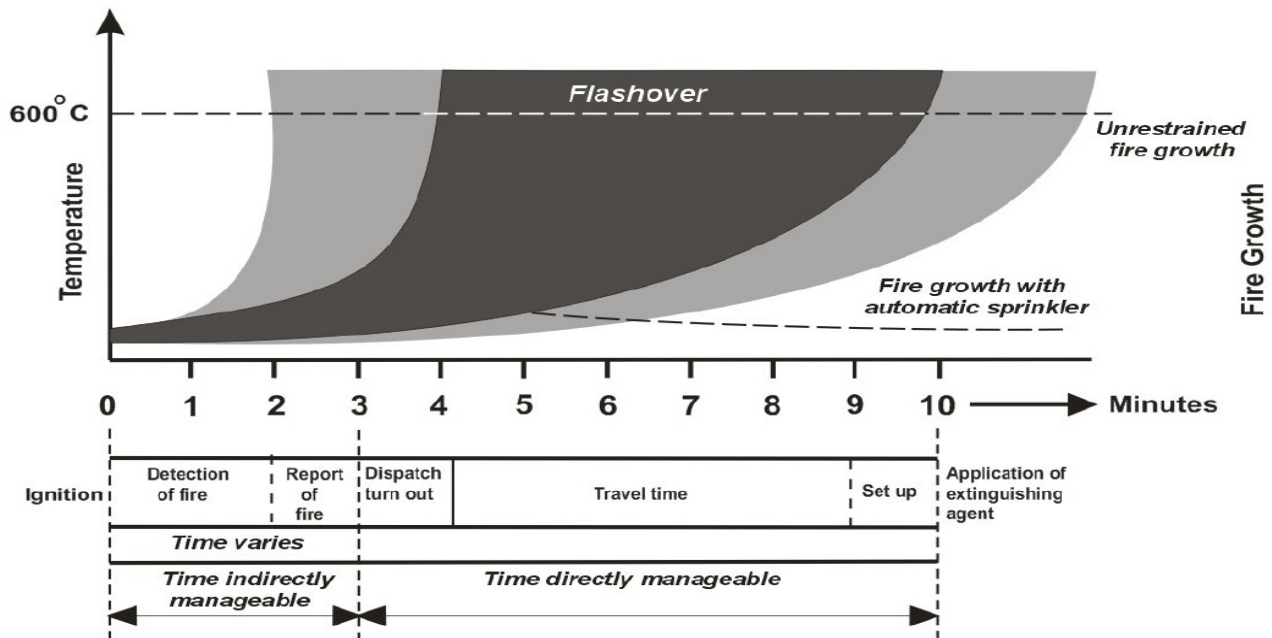 Flashover
600° C
Unrestrained
fire growth
Temperature
Fire Growth
Fire growth with
automatic sprinkler
0 1 2 3 4 5 6 7 8 9 10 Minutes
Ignition
Detection
of fire
Report
of
fire
Dispatch
turn out
Travel time
Set up
Application of
extinguishing
agent
Time varies
Time indirectly
manageable
Time directly manageable